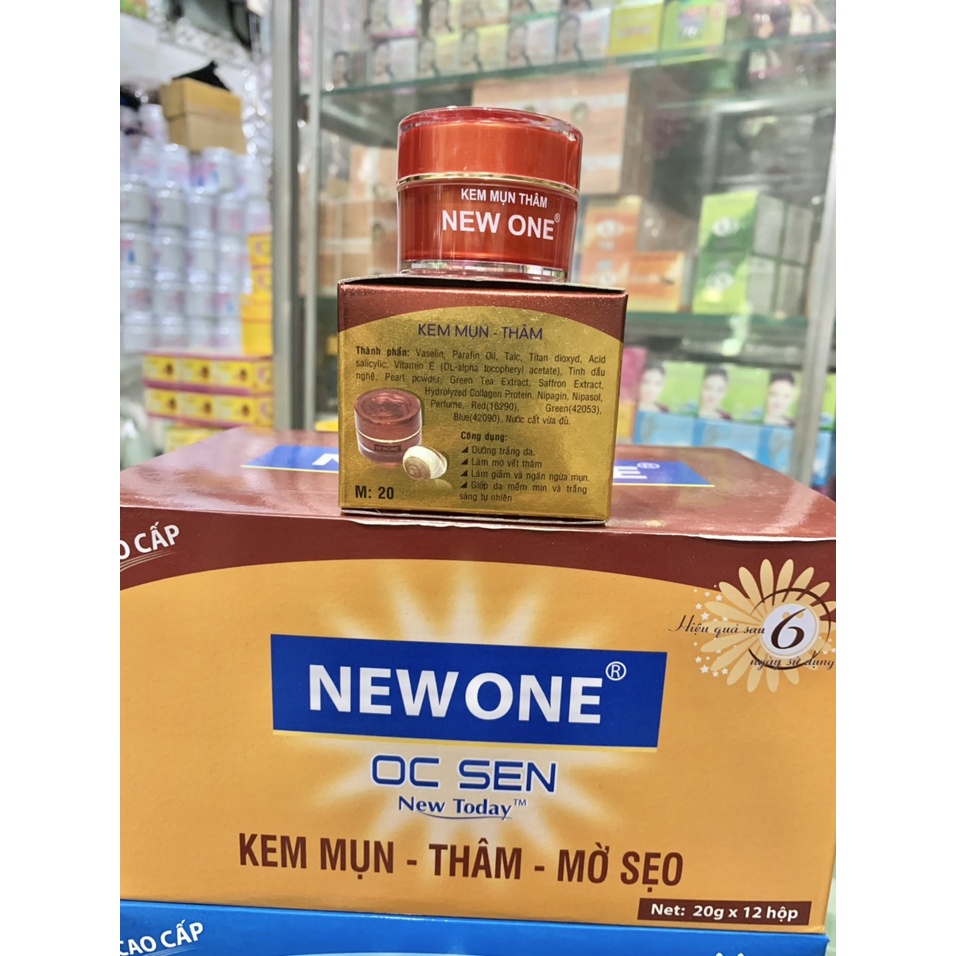 KEM MỤN THÂM
NEW ONE®
KEM MỤN - THÂM
Thành phần: Vaselin, Parafin Oil, Talc, Titan dioxyd, Acid
salicylic, Vitamin E (DL-alpha tocopheryl acetate), Tinh dầu
nghệ, Pearl powder, Green Tea Extract, Saffron Extract,
Hydrolyzed Collagen Protein, Nipagin, Nipasol,
Perfume, Red(16290), Green(42053),
Blue(42090). Nước cất vừa đủ.
Công dụng:
Dưỡng trắng da.
Làm mờ vết thâm
Làm giảm và ngăn ngừa mụn.
Giúp da mềm mịn và trắng
sáng tự nhiên
M: 20
O CẤP
Hiệu quả sau 6
ngày sử dụng
NEW ONE®
OC SEN
New Today™
KEM MỤN - THÂM - MỜ SẸO
Net: 20g x 12 hộp
CAO CẤP